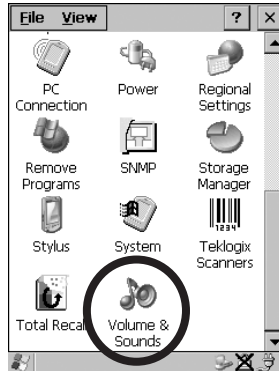 File View ? ×
PC Connection
Power
Regional Settings
Remove Programs
SNMP
Storage Manager
Stylus
System
Teklogix Scanners
1234
Total Recall
Volume & Sounds